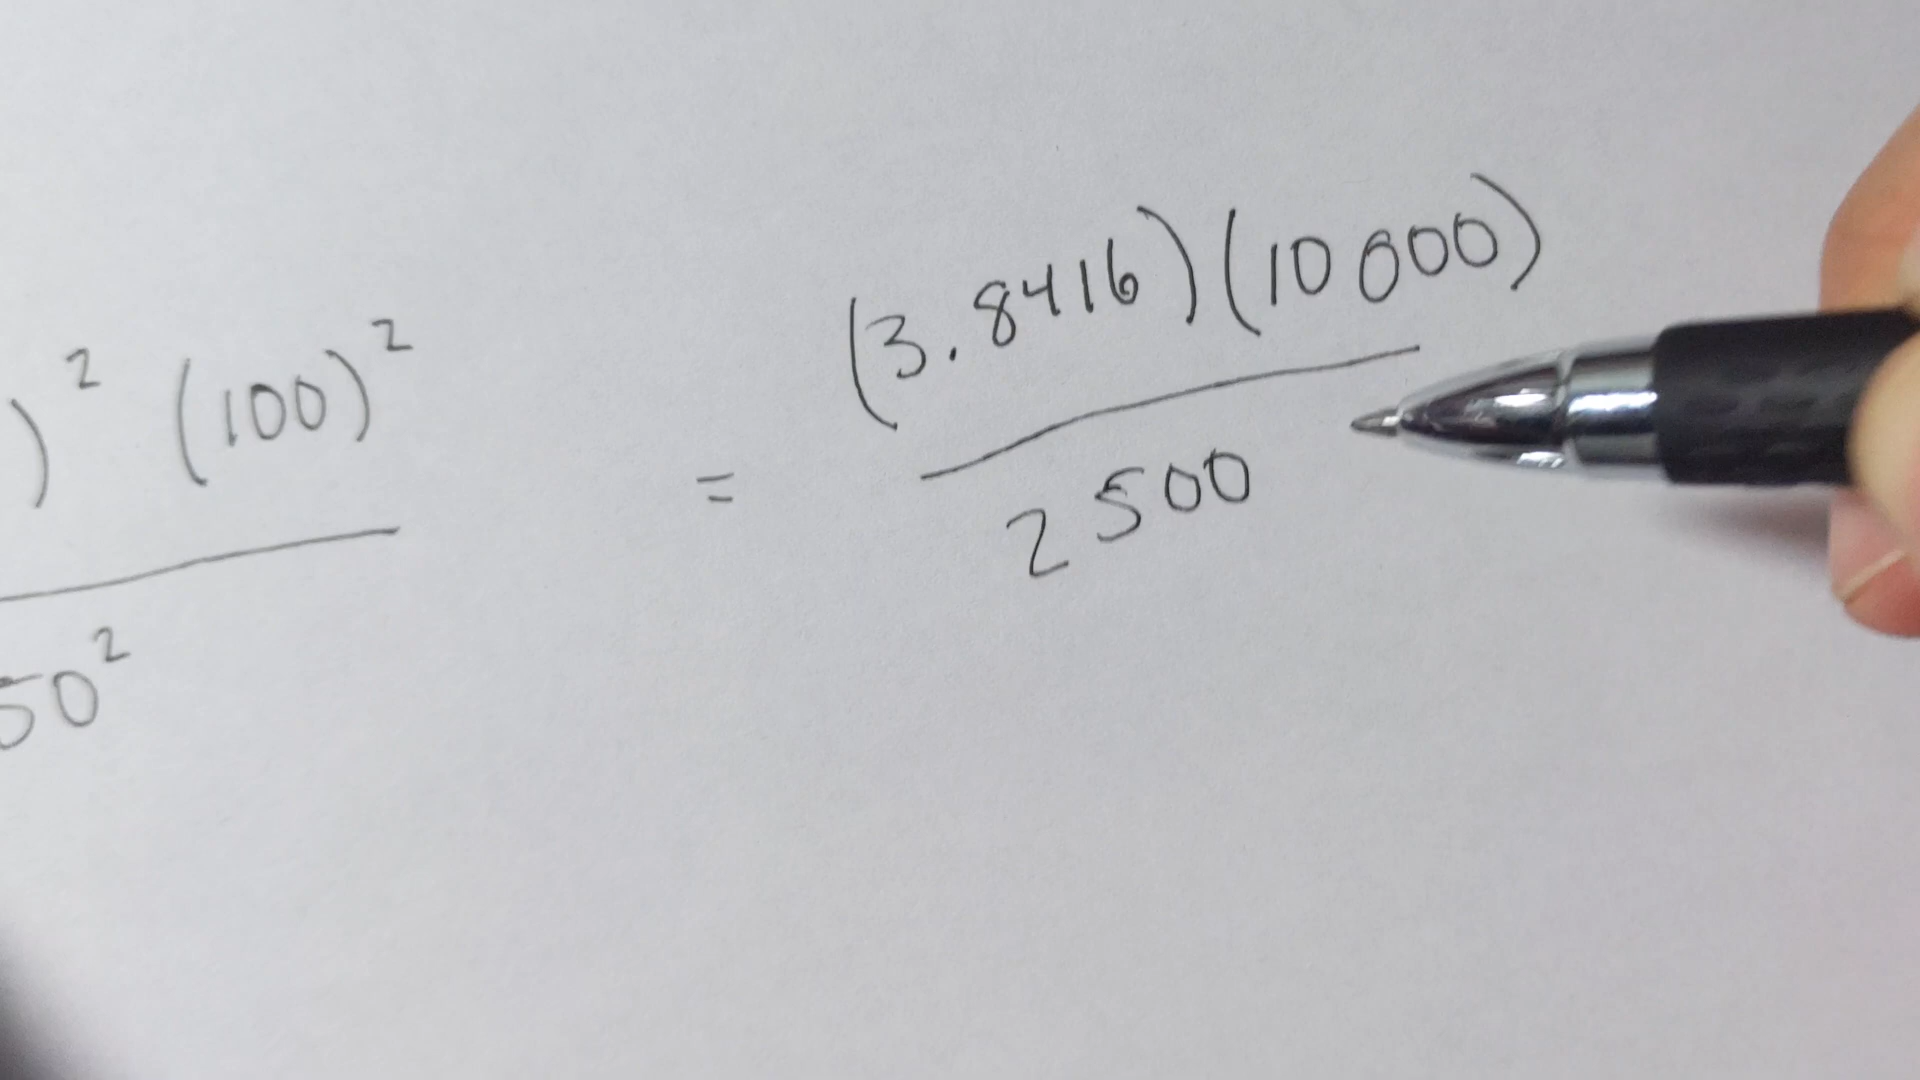 )² (100)² = (3.8416)(10000)
50² 2500